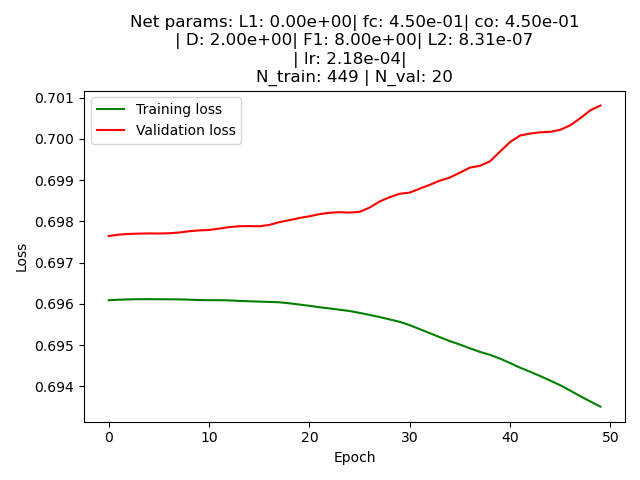 Net params: L1: 0.00e+00| fc: 4.50e-01| co: 4.50e-01
| D: 2.00e+00| F1: 8.00e+00| L2: 8.31e-07
| lr: 2.18e-04|
N_train: 449 | N_val: 20
Training loss
Validation loss
0.701
0.700
0.699
0.698
0.697
0.696
0.695
0.694
Loss
0 10 20 30 40 50
Epoch